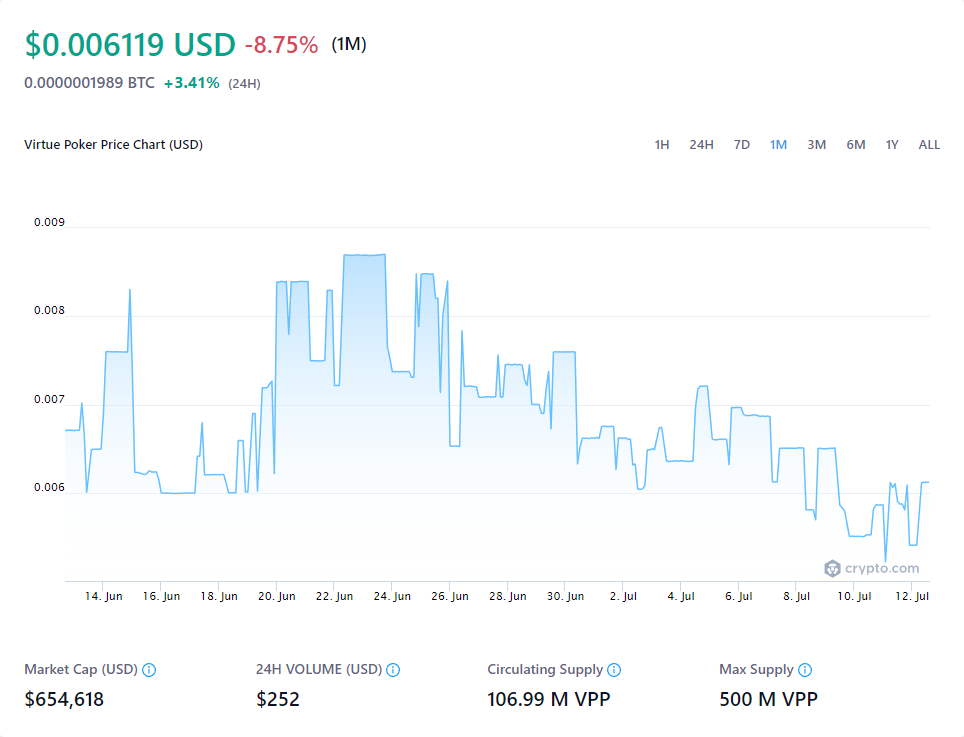 $0.006119 USD -8.75% (1M)
0.0000001989 BTC +3.41% (24H)
Virtue Poker Price Chart (USD) 1H 24H 7D 1M 3M 6M 1Y ALL
0.009
0.008
0.007
0.006
crypto.com
14. Jun 16. Jun 18. Jun 20. Jun 22. Jun 24. Jun 26. Jun 28. Jun 30. Jun 2. Jul 4. Jul 6. Jul 8. Jul 10. Jul 12. Jul
Market Cap (USD) 24H VOLUME (USD) Circulating Supply Max Supply
$654,618 $252 106.99 M VPP 500 M VPP